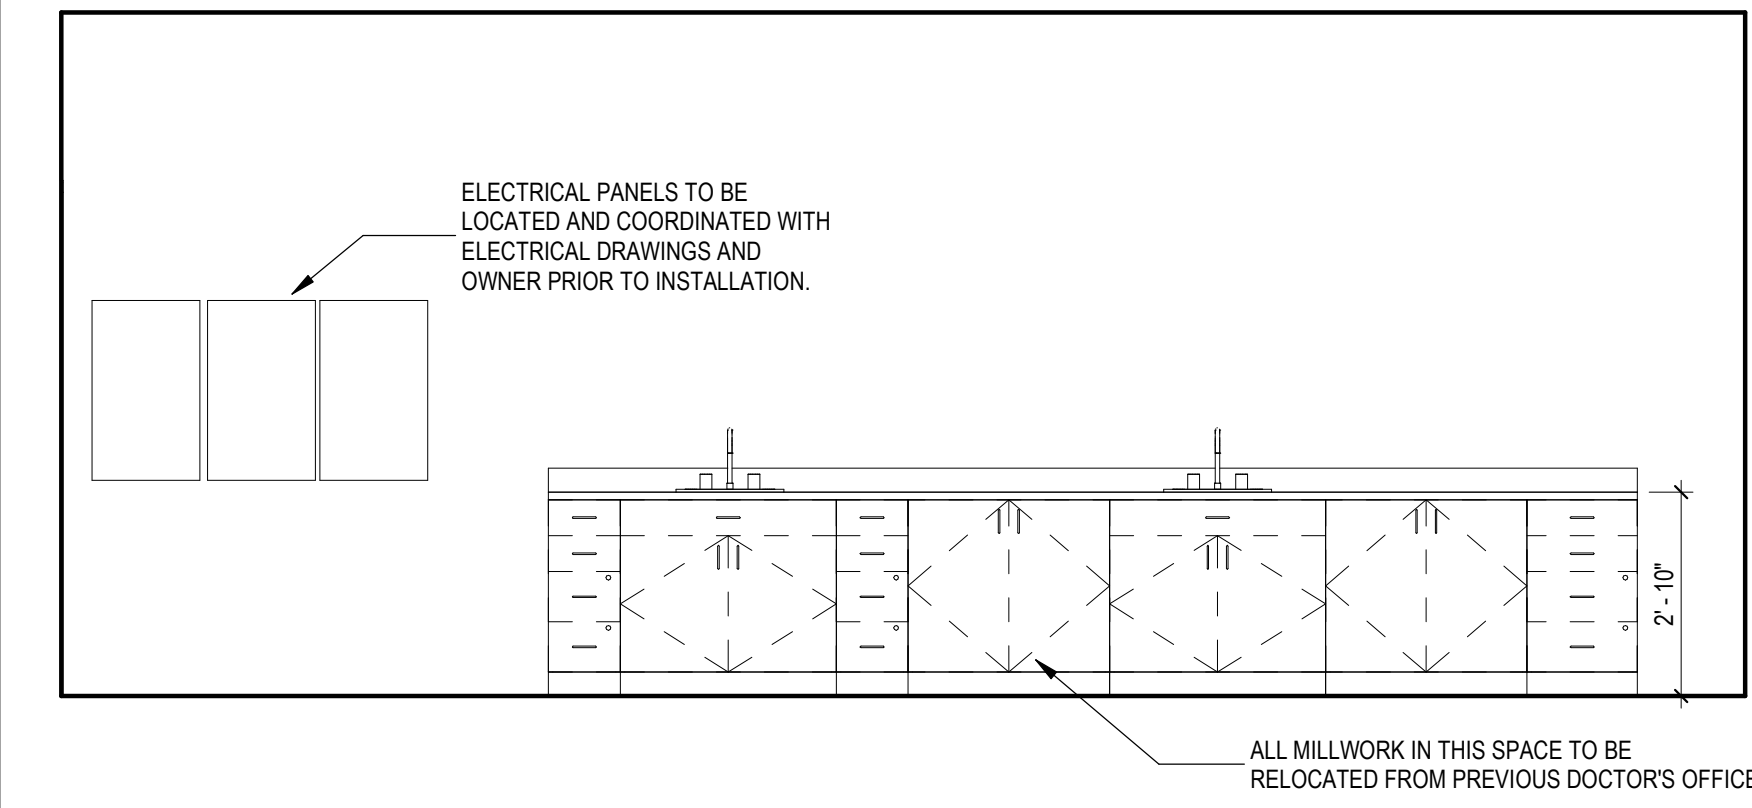 ELECTRICAL PANELS TO BE
LOCATED AND COORDINATED WITH
ELECTRICAL DRAWINGS AND
OWNER PRIOR TO INSTALLATION.
2' - 10"
ALL MILLWORK IN THIS SPACE TO BE
RELOCATED FROM PREVIOUS DOCTOR'S OFFICE